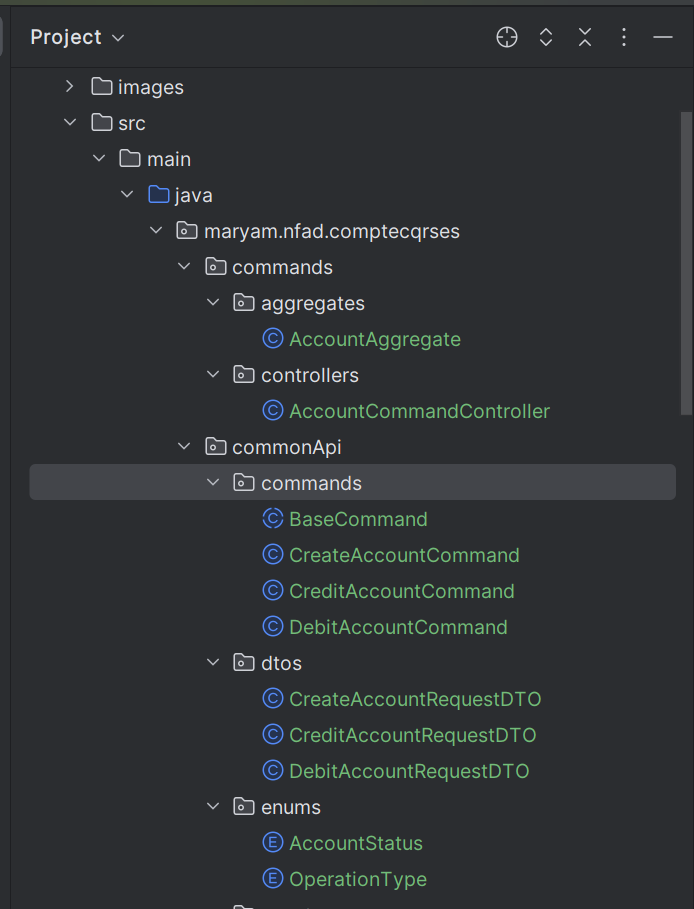 Project
images
src
main
java
maryam.nfad.comptecqrses
commands
aggregates
C AccountAggregate
controllers
C AccountCommandController
commonApi
commands
C BaseCommand
C CreateAccountCommand
C CreditAccountCommand
C DebitAccountCommand
dtos
C CreateAccountRequestDTO
C CreditAccountRequestDTO
C DebitAccountRequestDTO
enums
E AccountStatus
E OperationType